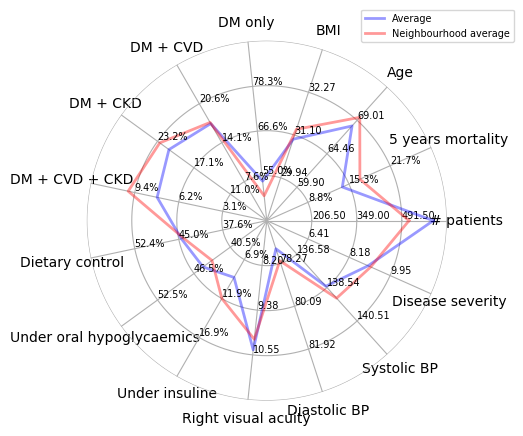 Average
Neighbourhood average
DM only
BMI
DM + CVD
Age
DM + CKD
5 years mortality
DM + CVD + CKD
# patients
Dietary control
Disease severity
Under oral hypoglycaemics
Systolic BP
Under insuline
Diastolic BP
Right visual acuity
78.3%
66.6%
55.0%
32.27
31.10
29.94
69.01
64.46
59.90
21.7%
15.3%
8.8%
206.50
349.00
491.50
6.41
8.18
9.95
136.58
138.54
140.51
78.27
80.09
81.92
8.20
9.38
10.55
6.9%
11.9%
16.9%
40.5%
46.5%
52.5%
37.6%
45.0%
52.4%
3.1%
6.2%
9.4%
11.0%
17.1%
23.2%
7.6%
14.1%
20.6%